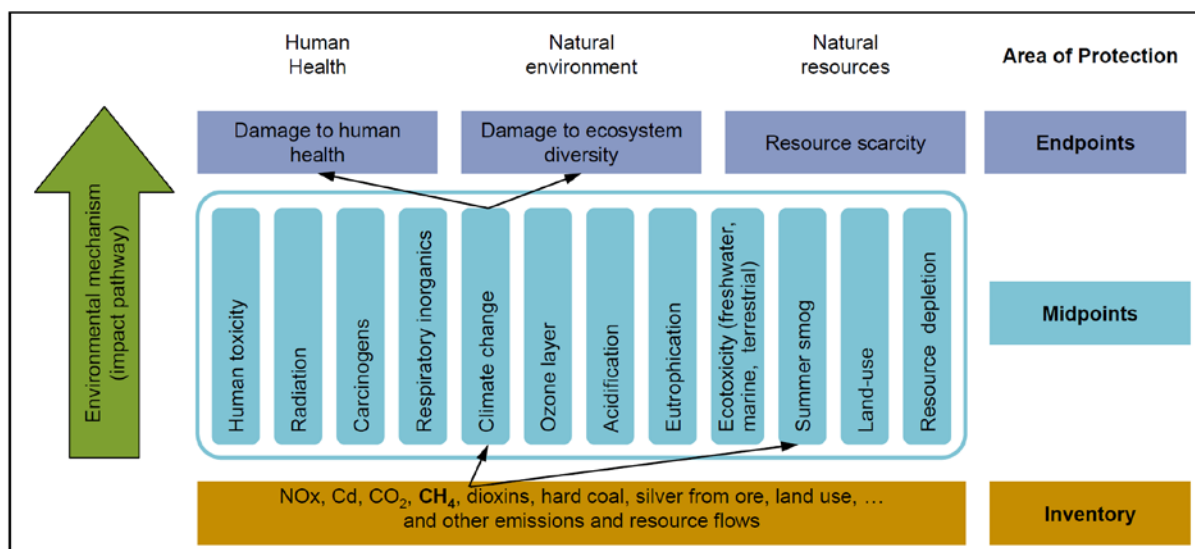 Human
Health
Natural
environment
Natural
resources
Area of Protection
Damage to human
health
Damage to ecosystem
diversity
Resource scarcity
Endpoints
Environmental mechanism
(impact pathway)
Human toxicity
Radiation
Carcinogens
Respiratory inorganics
Climate change
Ozone layer
Acidification
Eutrophication
Ecotoxicity (freshwater,
marine, terrestrial)
Summer smog
Land-use
Resource depletion
Midpoints
NOx, Cd, CO₂, CH₄, dioxins, hard coal, silver from ore, land use, …
and other emissions and resource flows
Inventory